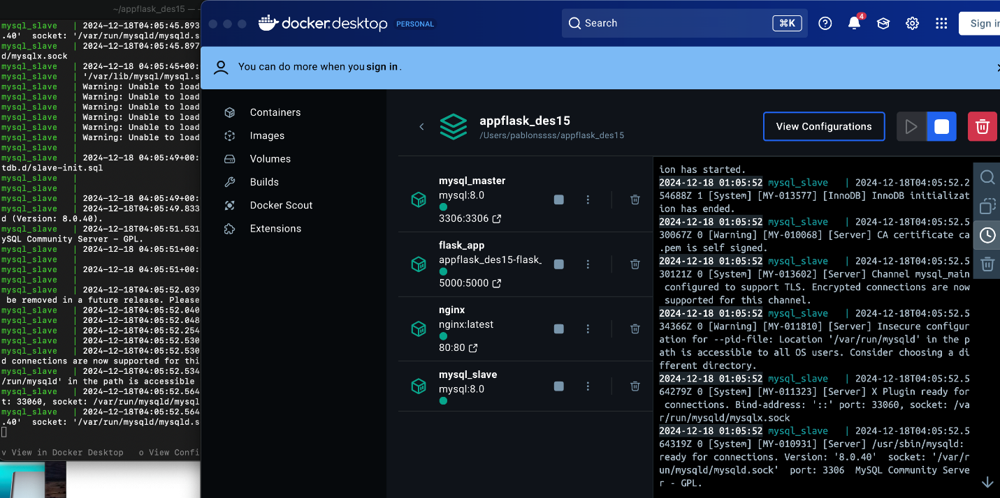 ~/appflask_des15 —
mysql_slave | 2024-12-18T04:05:45.893
.40' socket: '/var/run/mysqld/mysqld.s
mysql_slave | 2024-12-18T04:05:45.897
d/mysqlx.sock
mysql_slave | 2024-12-18 04:05:45+00:
mysql_slave | '/var/lib/mysql/mysql.s
mysql_slave | Warning: Unable to load
mysql_slave | Warning: Unable to load
mysql_slave | Warning: Unable to load
mysql_slave | Warning: Unable to load
mysql_slave | Warning: Unable to load
mysql_slave | Warning: Unable to load
mysql_slave |
mysql_slave | 2024-12-18 04:05:49+00:
tdb.d/slave-init.sql
mysql_slave |
mysql_slave |
mysql_slave | 2024-12-18 04:05:49+00:
mysql_slave | 2024-12-18T04:05:49.833
d (Version: 8.0.40).
mysql_slave | 2024-12-18T04:05:51.531
ySQL Community Server – GPL.
mysql_slave | 2024-12-18 04:05:51+00:
mysql_slave |
mysql_slave | 2024-12-18 04:05:51+00:
mysql_slave |
mysql_slave | 2024-12-18T04:05:52.039
be removed in a future release. Please
mysql_slave | 2024-12-18T04:05:52.040
mysql_slave | 2024-12-18T04:05:52.048
mysql_slave | 2024-12-18T04:05:52.254
mysql_slave | 2024-12-18T04:05:52.530
mysql_slave | 2024-12-18T04:05:52.530
d connections are now supported for thi
mysql_slave | 2024-12-18T04:05:52.534
/run/mysqld' in the path is accessible
mysql_slave | 2024-12-18T04:05:52.564
t: 33060, socket: /var/run/mysqld/mysql
mysql_slave | 2024-12-18T04:05:52.564
.40' socket: '/var/run/mysqld/mysqld.s
v View in Docker Desktop o View Confi
docker.desktop PERSONAL
Search ⌘K
4
Sign in
You can do more when you sign in .
Containers
Images
Volumes
Builds
Docker Scout
Extensions
appflask_des15
/Users/pablonssss/appflask_des15
View Configurations
mysql_master
mysql:8.0
3306:3306
flask_app
appflask_des15-flask_
5000:5000
nginx
nginx:latest
80:80
mysql_slave
mysql:8.0
ion has started.
2024-12-18 01:05:52 mysql_slave | 2024-12-18T04:05:52.2
54688Z 1 [System] [MY-013577] [InnoDB] InnoDB initializat
ion has ended.
2024-12-18 01:05:52 mysql_slave | 2024-12-18T04:05:52.5
30067Z 0 [Warning] [MY-010068] [Server] CA certificate ca
.pem is self signed.
2024-12-18 01:05:52 mysql_slave | 2024-12-18T04:05:52.5
30121Z 0 [System] [MY-013602] [Server] Channel mysql_main
configured to support TLS. Encrypted connections are now
supported for this channel.
2024-12-18 01:05:52 mysql_slave | 2024-12-18T04:05:52.5
34366Z 0 [Warning] [MY-011810] [Server] Insecure configur
ation for --pid-file: Location '/var/run/mysqld' in the p
ath is accessible to all OS users. Consider choosing a di
fferent directory.
2024-12-18 01:05:52 mysql_slave | 2024-12-18T04:05:52.5
64279Z 0 [System] [MY-011323] [Server] X Plugin ready for
connections. Bind-address: '::' port: 33060, socket: /va
r/run/mysqld/mysqlx.sock
2024-12-18 01:05:52 mysql_slave | 2024-12-18T04:05:52.5
64319Z 0 [System] [MY-010931] [Server] /usr/sbin/mysqld:
ready for connections. Version: '8.0.40' socket: '/var/r
un/mysqld/mysqld.sock' port: 3306 MySQL Community Serve
r - GPL.